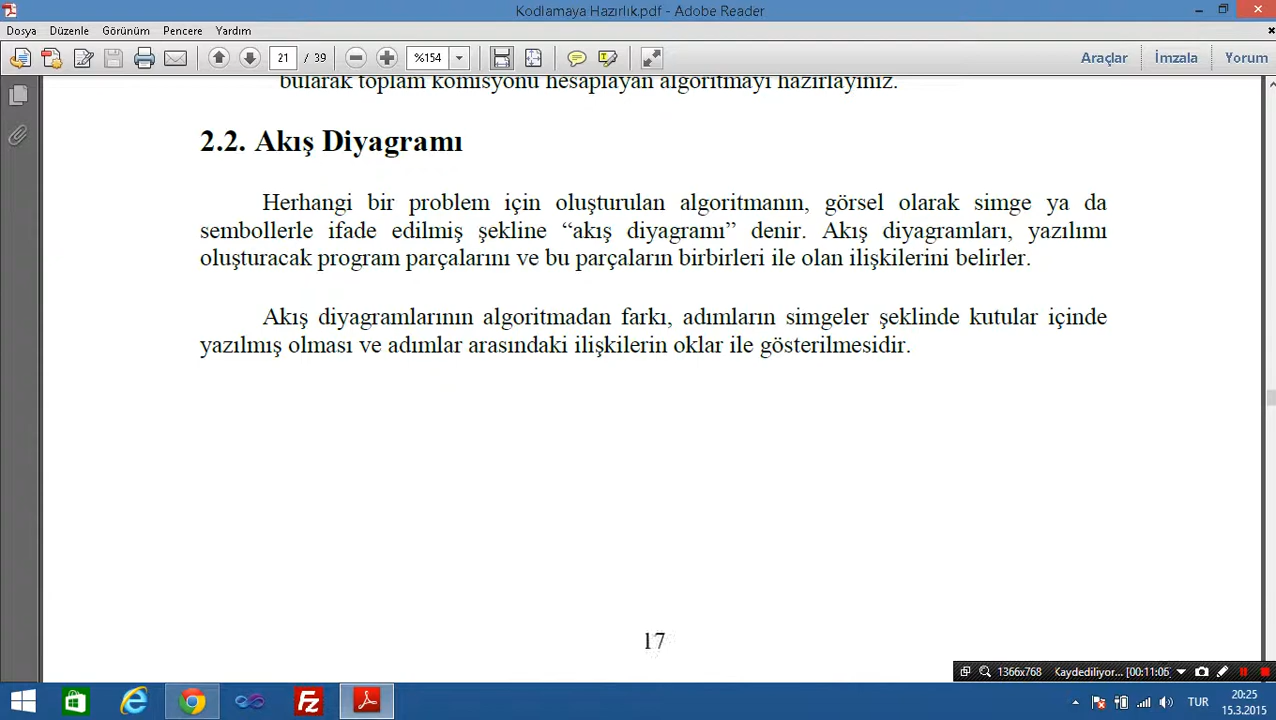 Kodlamaya Hazırlık.pdf - Adobe Reader
Dosya Düzenle Görünüm Pencere Yardım
21 / 39 %154 Araçlar İmzala Yorum
bularak toplam komisyonu hesaplayan algoritmayı hazırlayınız.
2.2. Akış Diyagramı
Herhangi bir problem için oluşturulan algoritmanın, görsel olarak simge ya da
sembollerle ifade edilmiş şekline “akış diyagramı” denir. Akış diyagramları, yazılımı
oluşturacak program parçalarını ve bu parçaların birbirleri ile olan ilişkilerini belirler.
Akış diyagramlarının algoritmadan farkı, adımların simgeler şeklinde kutular içinde
yazılmış olması ve adımlar arasındaki ilişkilerin oklar ile gösterilmesidir.
17
1366x768 Kaydediliyor... [00:11:05]
TUR 20:25
15.3.2015